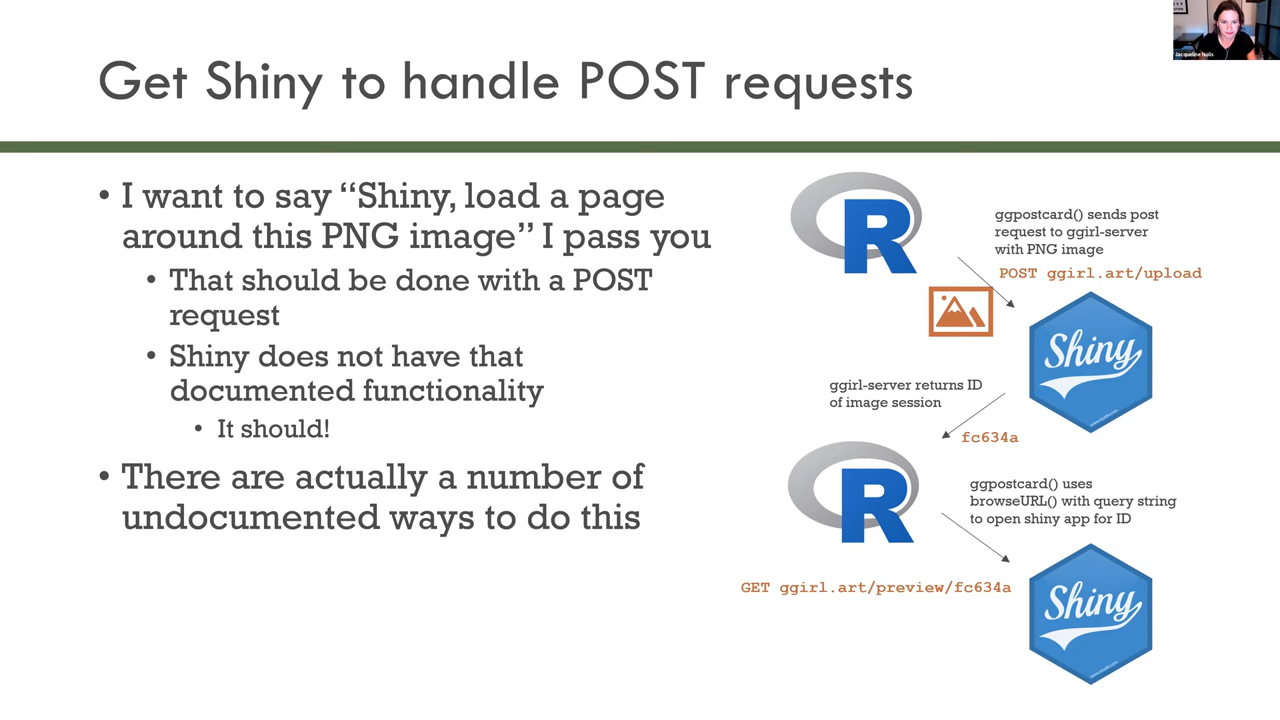 Get Shiny to handle POST requests
• I want to say “Shiny, load a page
around this PNG image” I pass you
• That should be done with a POST
request
• Shiny does not have that
documented functionality
• It should!
• There are actually a number of
undocumented ways to do this
R
ggpostcard() sends post
request to ggirl-server
with PNG image
POST ggirl.art/upload
Shiny
ggirl-server returns ID
of image session
fc634a
R
ggpostcard() uses
browseURL() with query string
to open shiny app for ID
GET ggirl.art/preview/fc634a
Shiny
Jacqueline Nolis